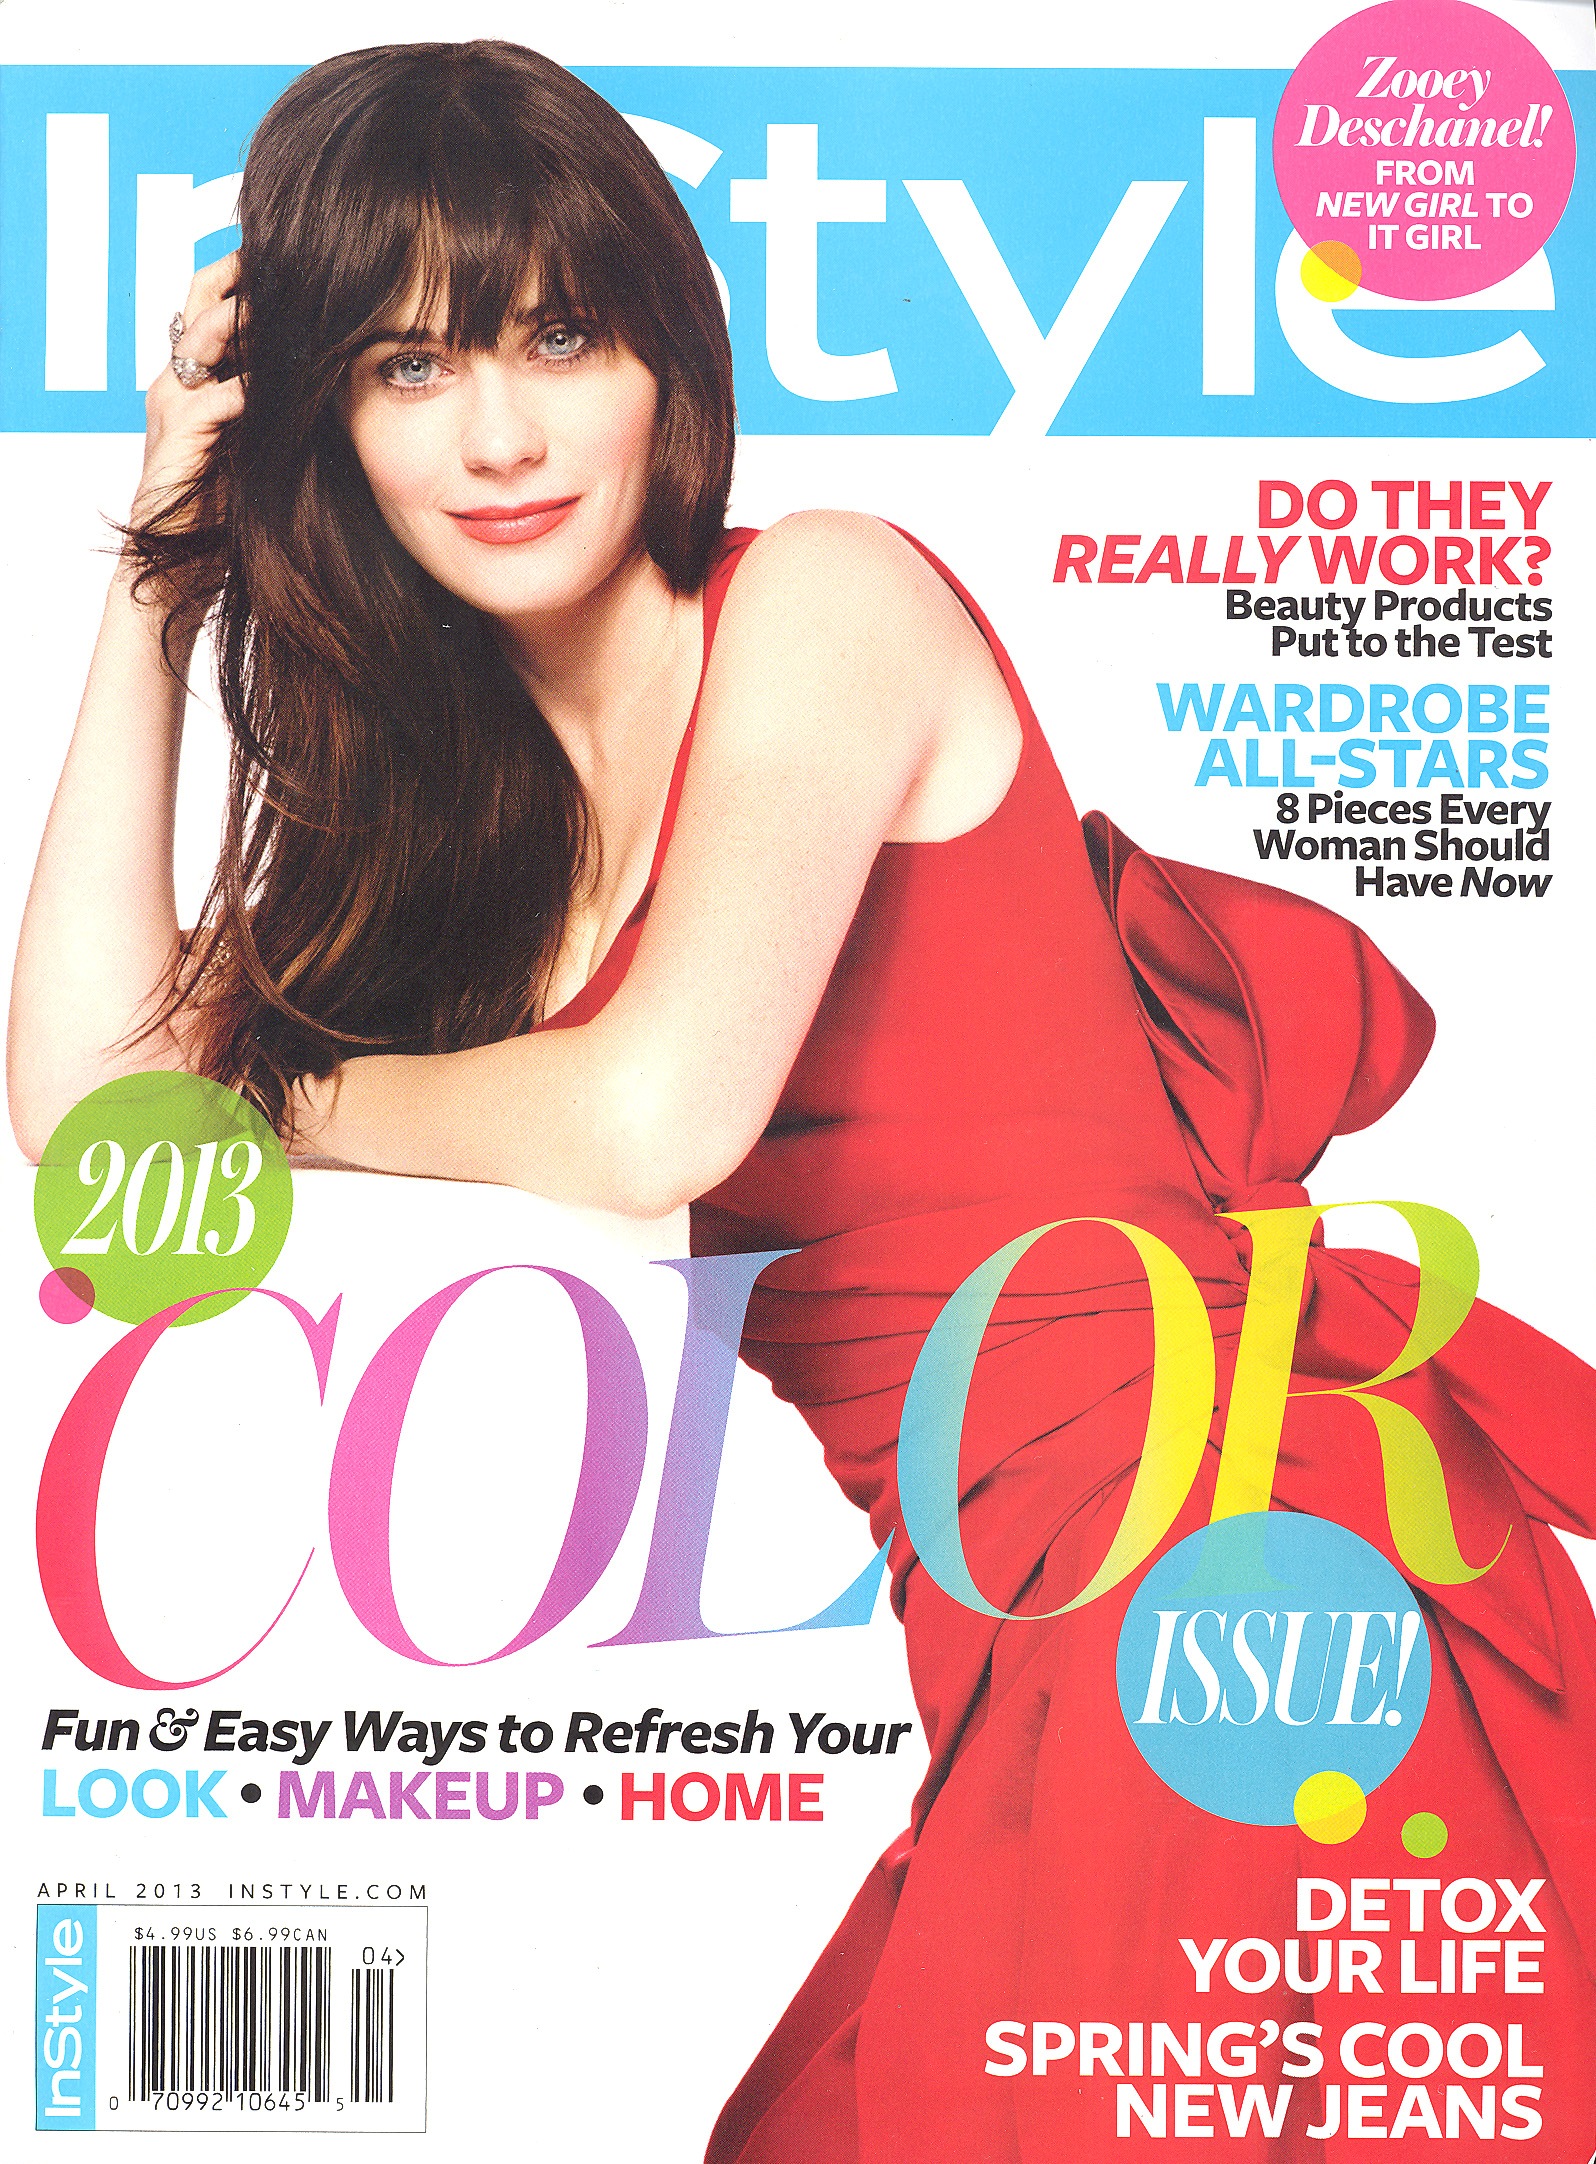 InStyle
Zooey
Deschanel!
FROM
NEW GIRL TO
IT GIRL
DO THEY
REALLY WORK?
Beauty Products
Put to the Test
WARDROBE
ALL-STARS
8 Pieces Every
Woman Should
Have Now
2013
COLOR
ISSUE!
Fun & Easy Ways to Refresh Your
LOOK • MAKEUP • HOME
APRIL 2013 INSTYLE.COM
InStyle
$4.99US $6.99CAN
04>
0 70992 10645 5
DETOX
YOUR LIFE
SPRING'S COOL
NEW JEANS